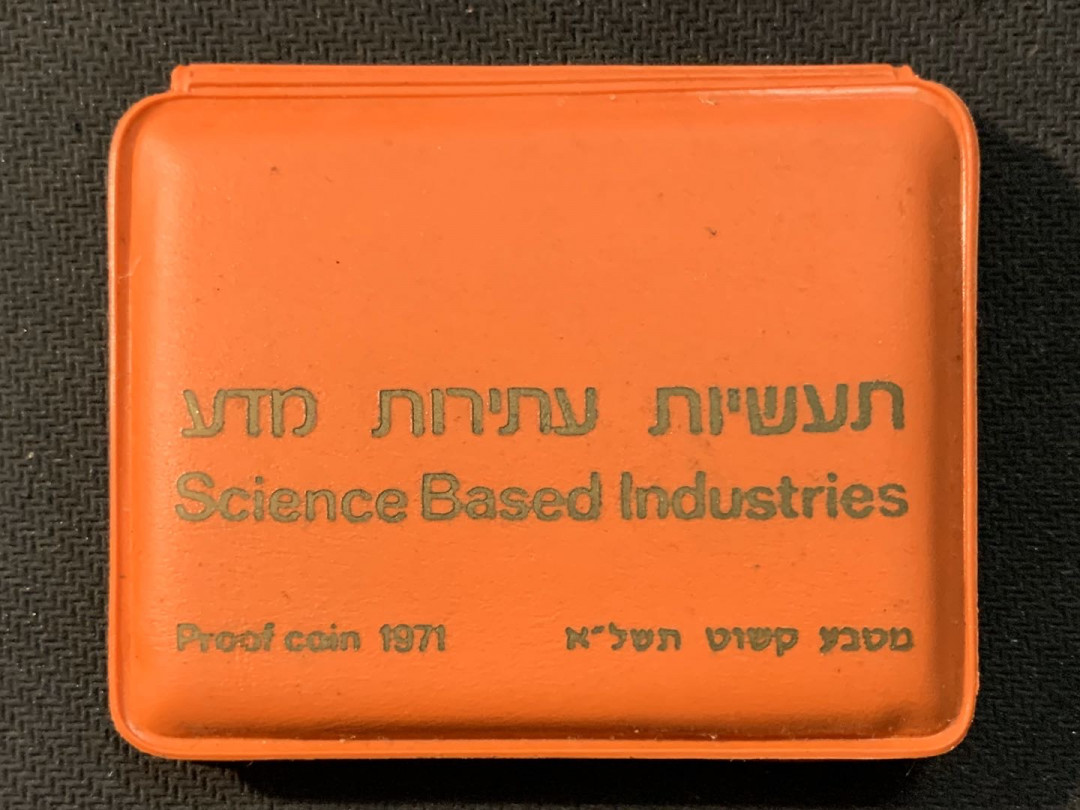 תעשיות עתירות מדע
Science Based Industries
Proof coin 1971 מטבע קשוט תשל״א